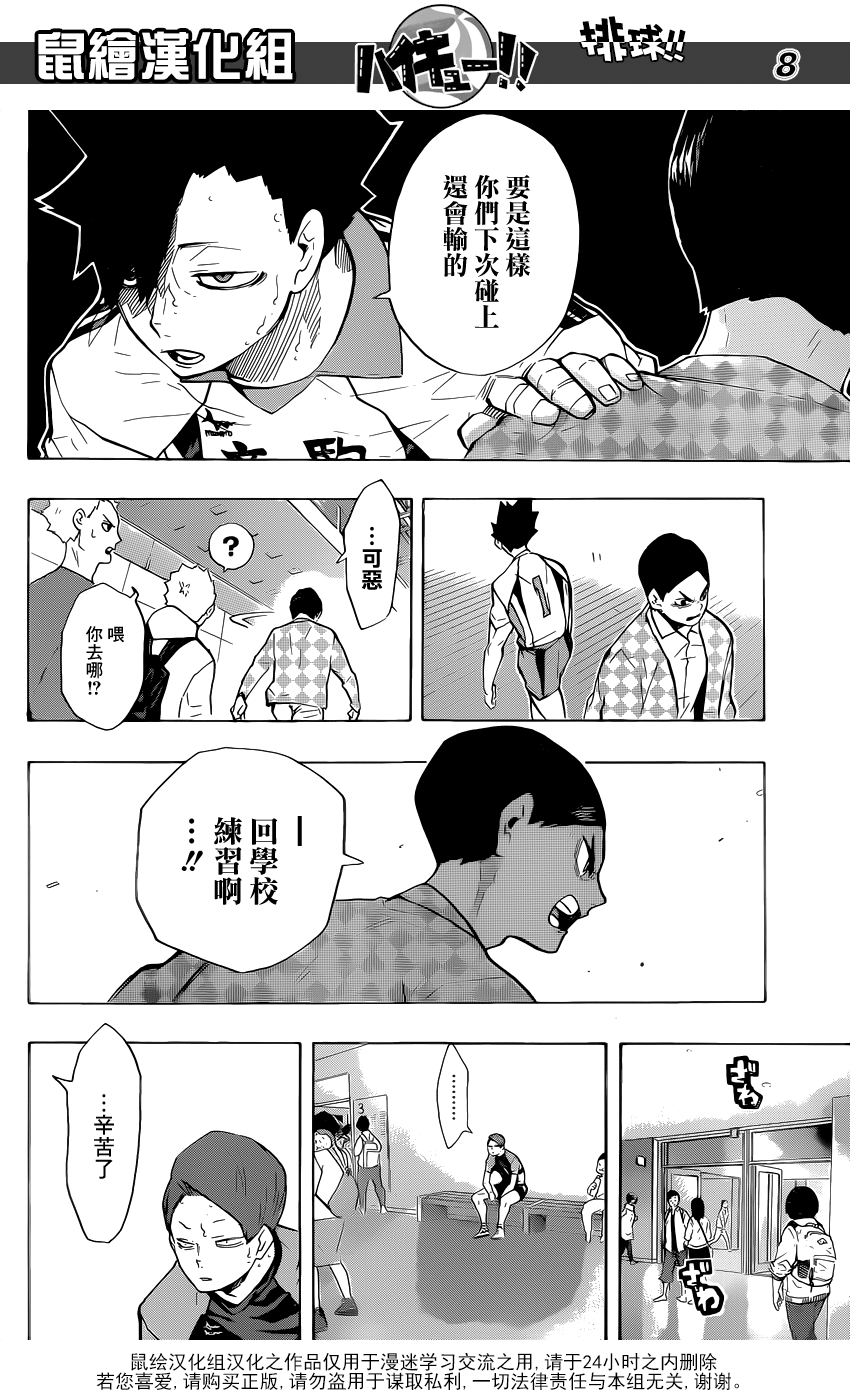 鼠繪漢化組
ハイキュー!!
排球!!
8
要是這樣
你們下次碰上
還會輸的
…可惡
?
喂
你去哪!?
回學校
練習啊
…!!
ざわ
ざわ
………
3
…辛苦了
鼠绘汉化组汉化之作品仅用于漫迷学习交流之用,请于24小时之内删除
若您喜爱,请购买正版,请勿盗用于谋取私利,一切法律责任与本组无关,谢谢。